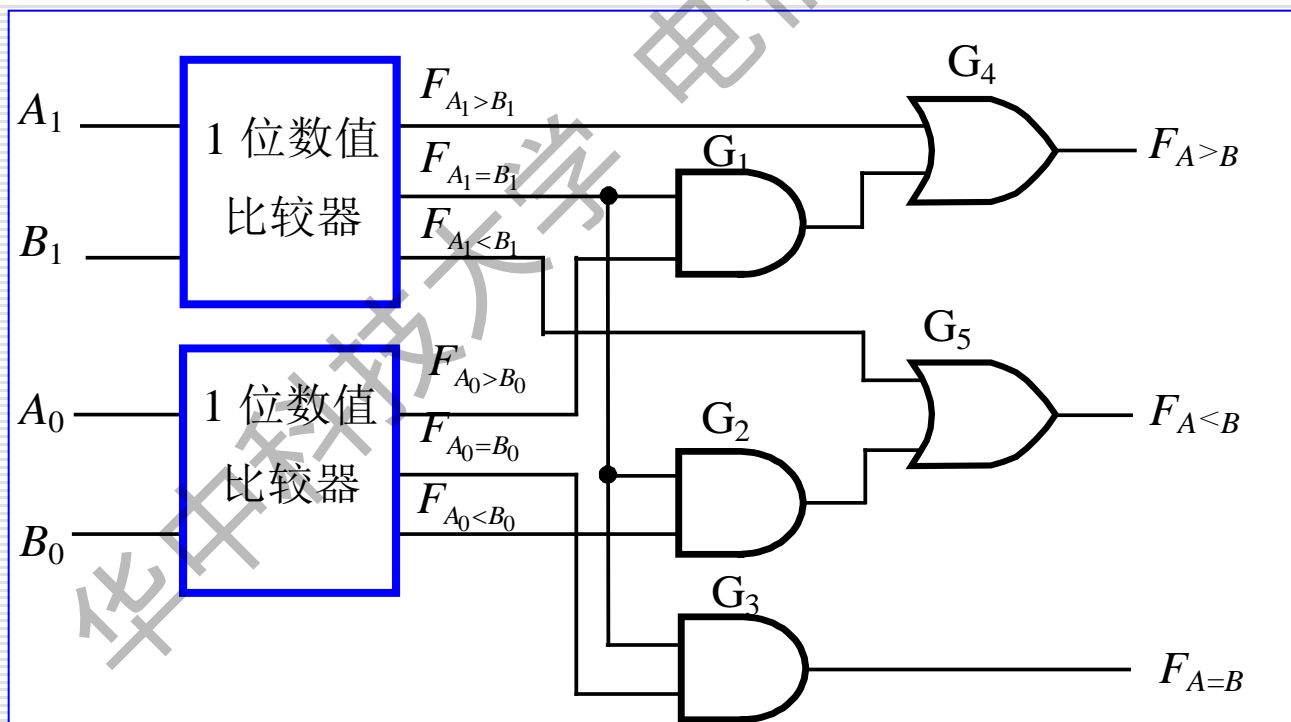 G₄
A₁
1 位数值
比较器
B₁
F_{A₁>B₁}
F_{A₁=B₁}
F_{A₁<B₁}
G₁
F_{A>B}
A₀
1 位数值
比较器
B₀
F_{A₀>B₀}
F_{A₀=B₀}
F_{A₀<B₀}
G₅
G₂
F_{A<B}
G₃
F_{A=B}
华中科技大学 电